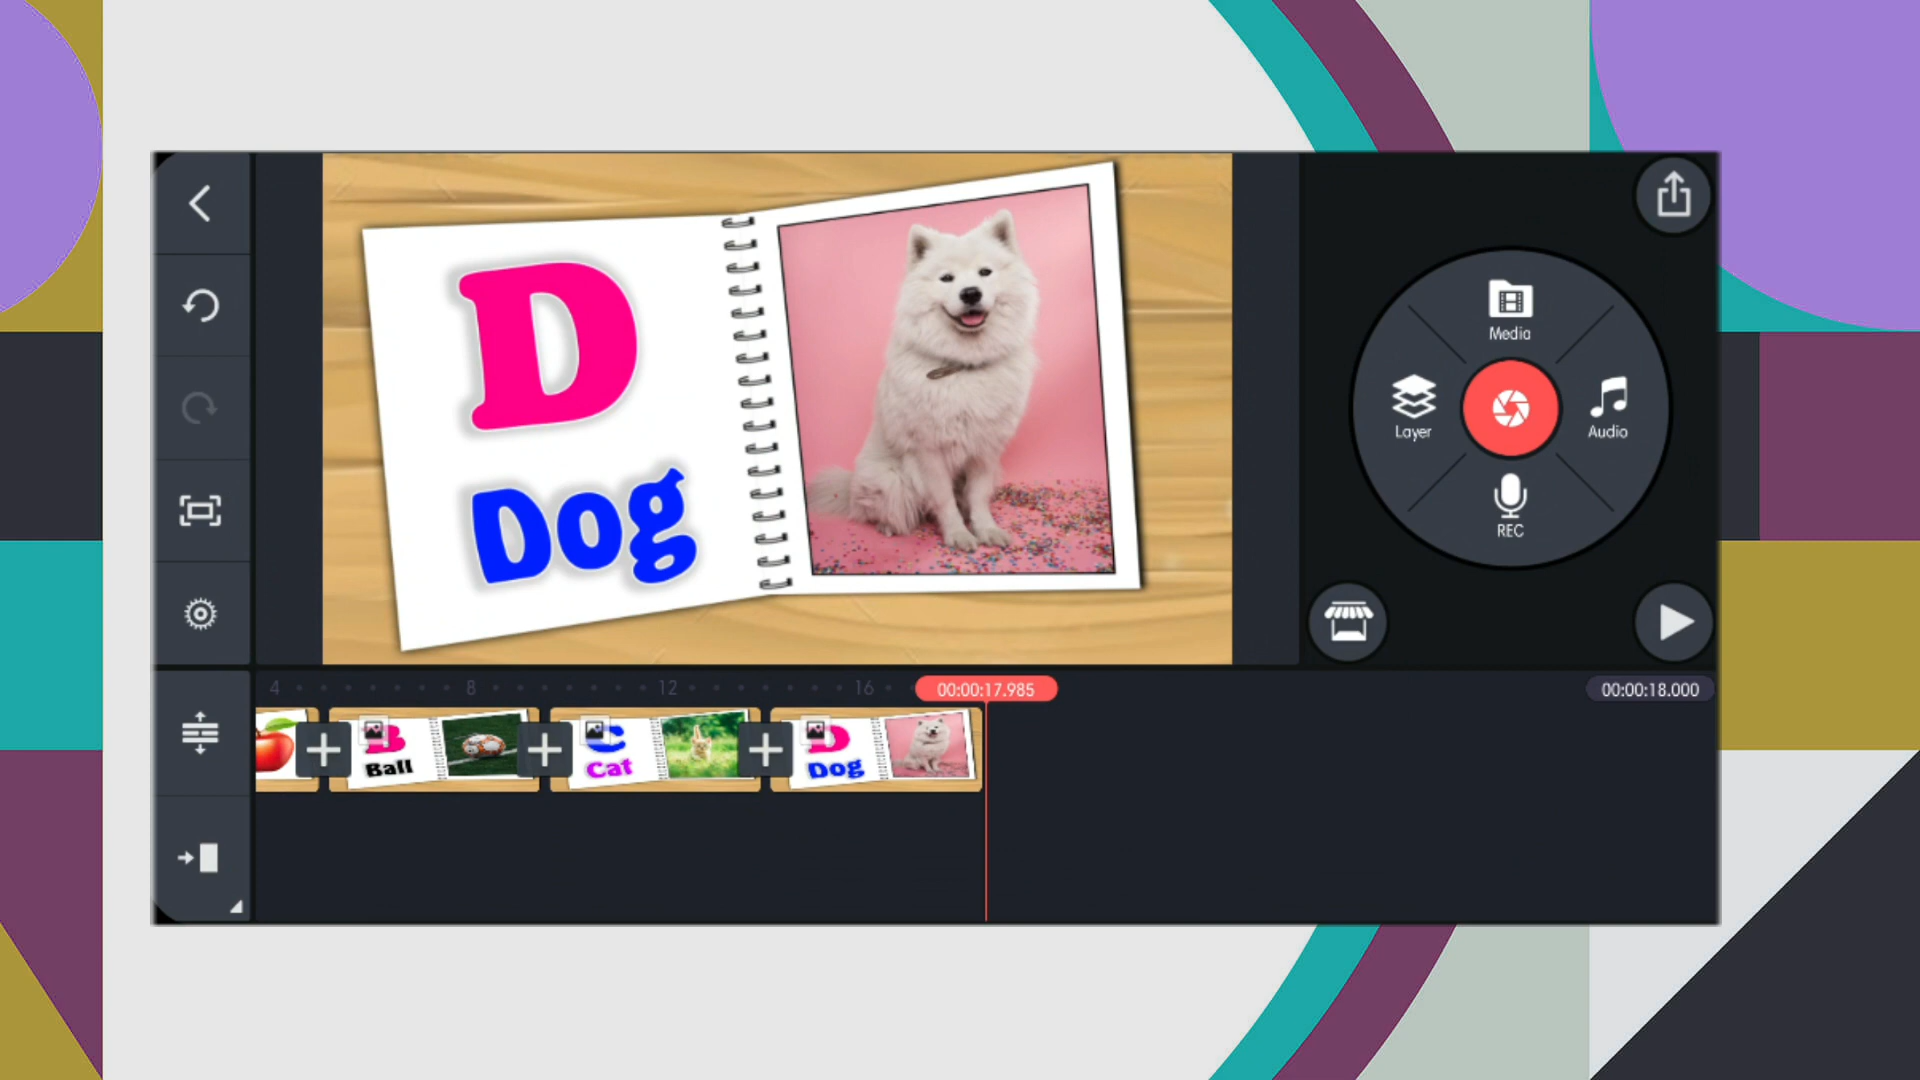 D
Dog
Media
Layer
Audio
REC
4
8
12
16
00:00:17.985
00:00:18.000
B
Ball
C
Cat
D
Dog